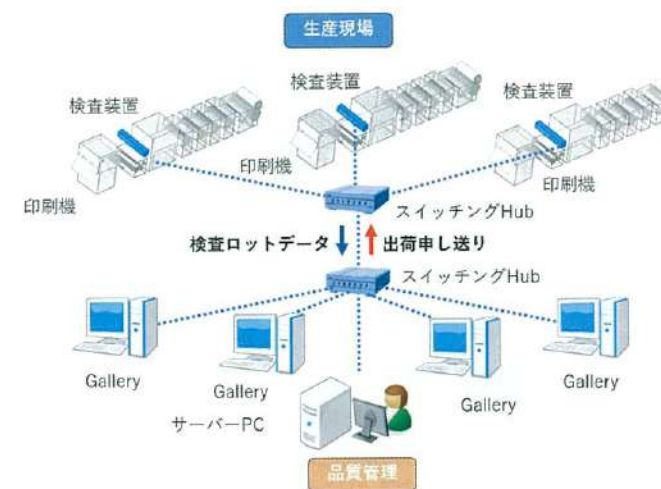 生産現場
検査装置
検査装置
検査装置
印刷機
印刷機
印刷機
スイッチングHub
検査ロットデータ
出荷申し送り
スイッチングHub
Gallery
Gallery
Gallery
Gallery
サーバーPC
品質管理